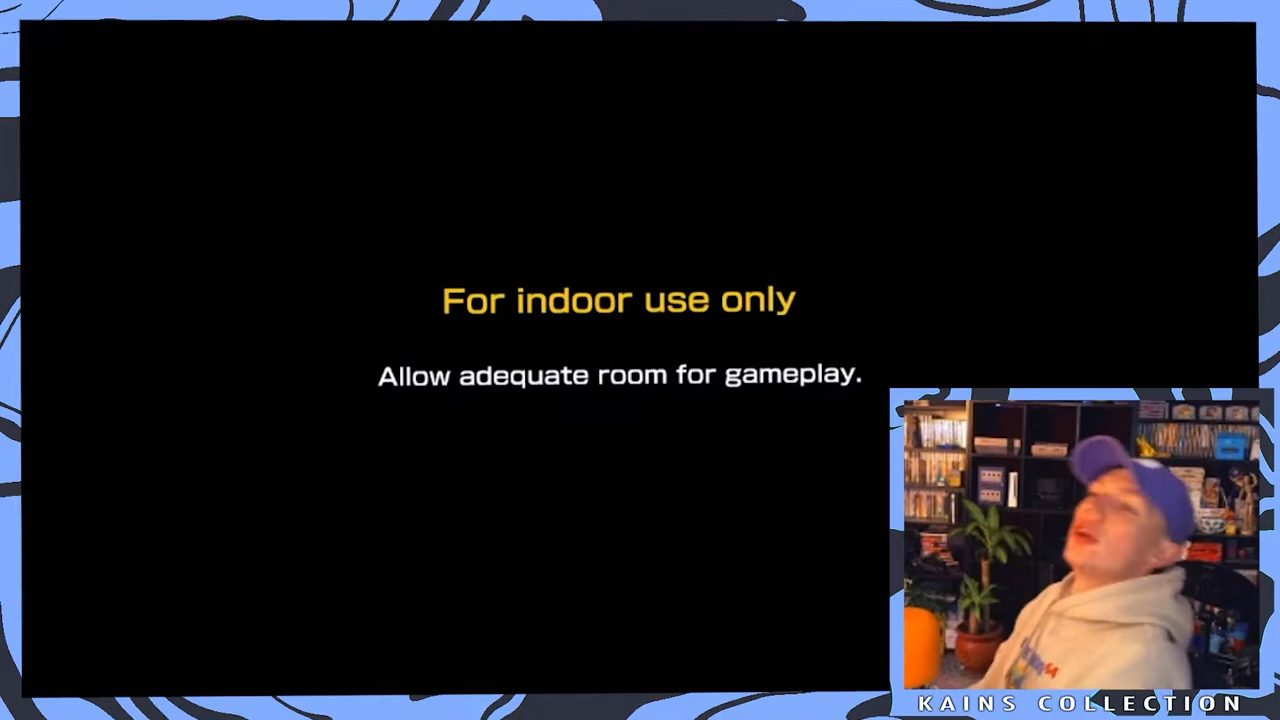 For indoor use only
Allow adequate room for gameplay.
KAINS COLLECTION